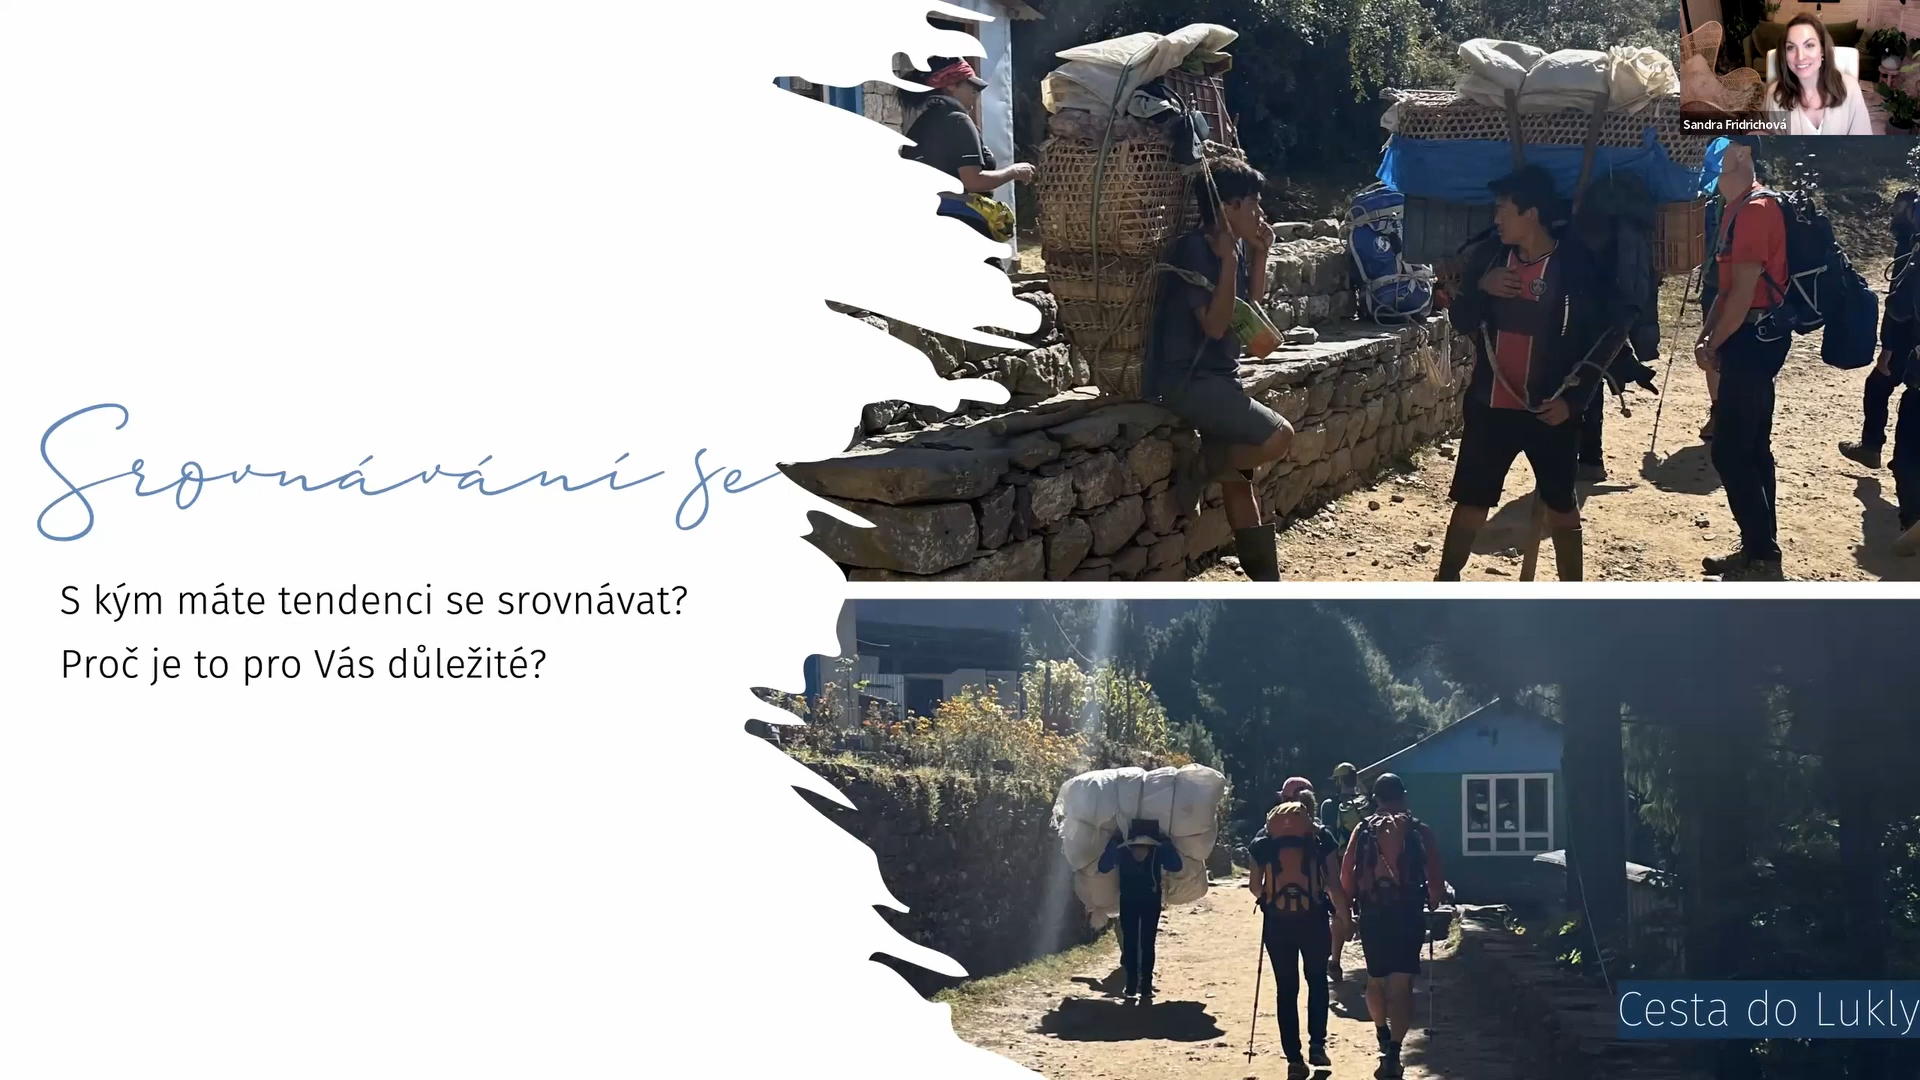 Sandra Fridrichová
Srovnávání se
S kým máte tendenci se srovnávat?
Proč je to pro Vás důležité?
Cesta do Lukly